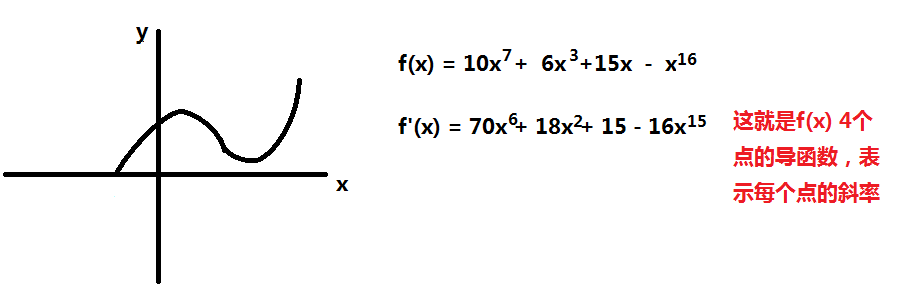 y
f(x) = 10x⁷ + 6x³+15x - x¹⁶
f'(x) = 70x⁶+ 18x²+ 15 - 16x¹⁵
这就是f(x) 4个
点的导函数，表
示每个点的斜率
x